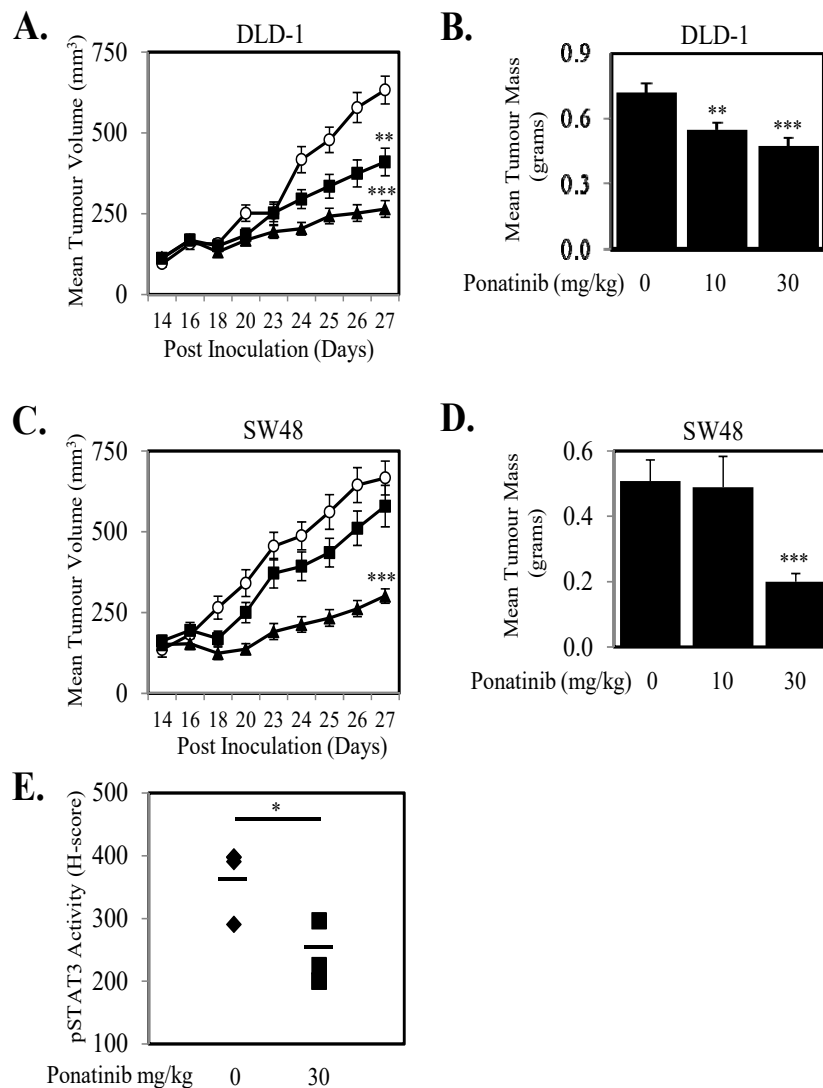 A.
DLD-1
Mean Tumour Volume (mm³)
750
500
250
0
**
***
14 16 18 20 23 24 25 26 27
Post Inoculation (Days)
B.
DLD-1
Mean Tumour Mass
(grams)
0.9
0.6
0.3
0.0
**
***
Ponatinib (mg/kg) 0 10 30
C.
SW48
Mean Tumour Volume (mm³)
750
500
250
0
***
14 16 18 20 23 24 25 26 27
Post Inoculation (Days)
D.
SW48
Mean Tumour Mass
(grams)
0.6
0.4
0.2
0.0
***
Ponatinib (mg/kg) 0 10 30
E.
pSTAT3 Activity (H-score)
500
400
300
200
100
*
Ponatinib mg/kg 0 30